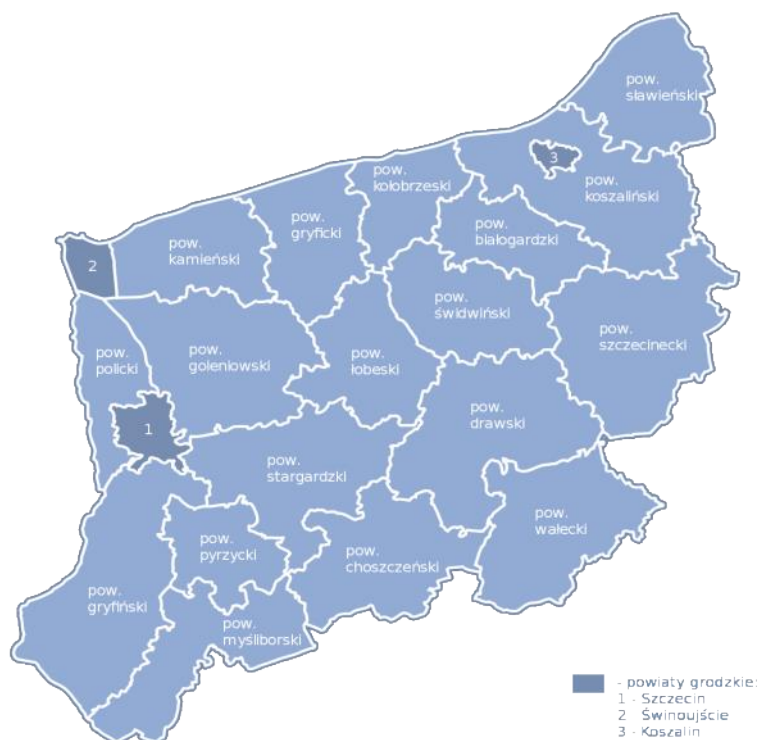 pow.
sławieński
3
pow.
kołobrzeski
pow.
koszaliński
pow.
gryficki
pow.
białogardzki
pow.
kamieński
2
pow.
świdwiński
pow.
szczecinecki
pow.
policki
pow.
goleniowski
pow.
łobeski
pow.
drawski
1
pow.
stargardzki
pow.
wałecki
pow.
pyrzycki
pow.
choszczeński
pow.
gryfiński
pow.
myśliborski
- powiaty grodzkie:
1 - Szczecin
2 Świnoujście
3 - Koszalin